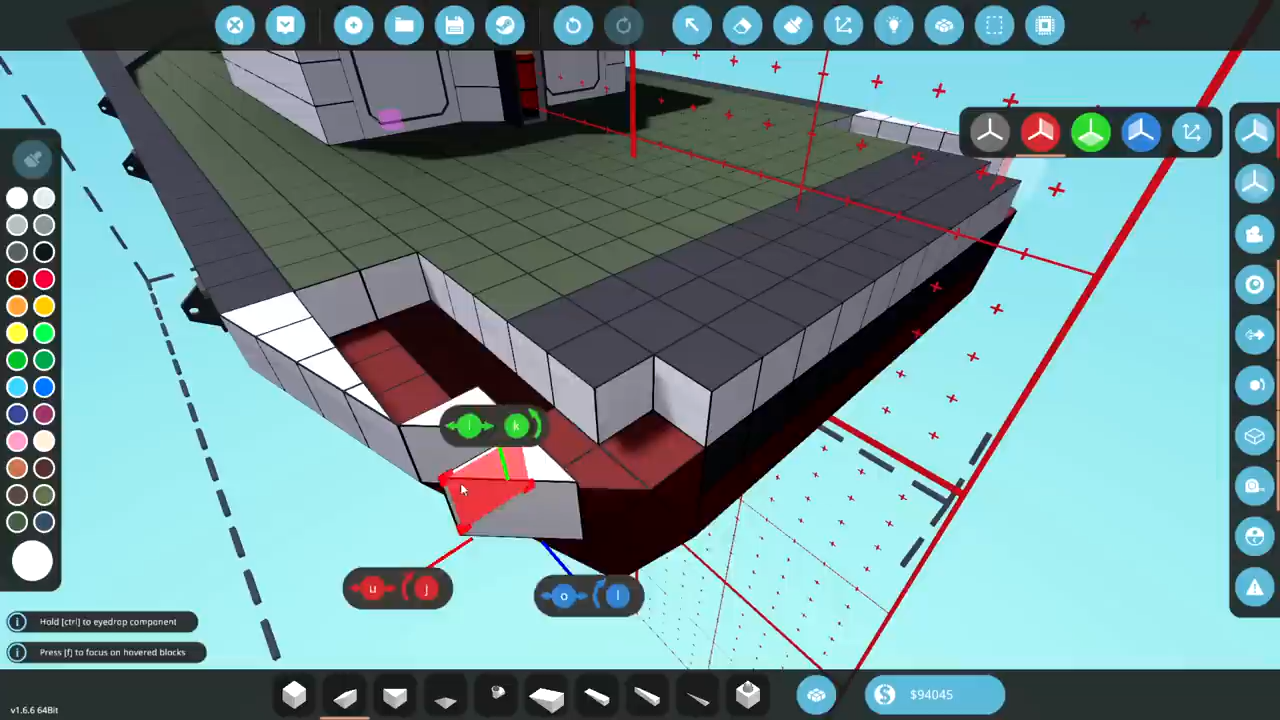 i k
u j
o l
Hold [ctrl] to eyedrop component
Press [f] to focus on hovered blocks
$94045
v1.6.6 64Bit